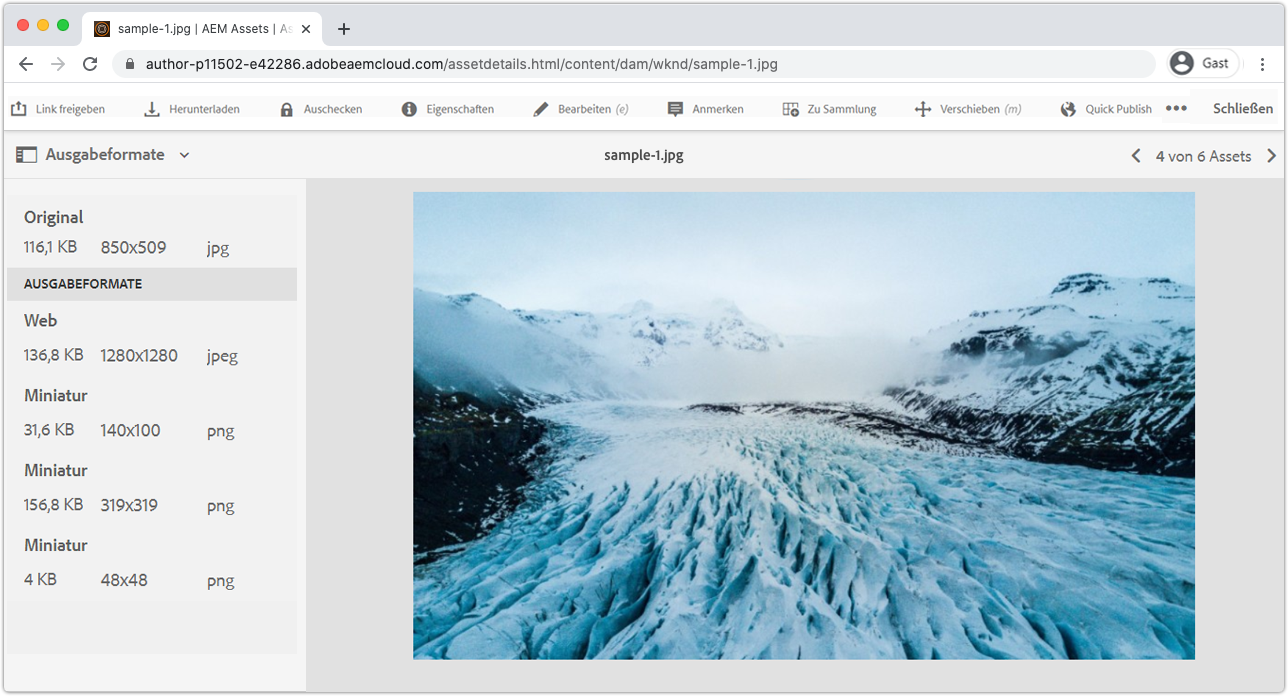 sample-1.jpg | AEM Assets | As
author-p11502-e42286.adobeaemcloud.com/assetdetails.html/content/dam/wknd/sample-1.jpg
Gast
Link freigeben Herunterladen Auschecken Eigenschaften Bearbeiten (e) Anmerken Zu Sammlung Verschieben (m) Quick Publish ••• Schließen
Ausgabeformate sample-1.jpg 4 von 6 Assets
Original
116,1 KB 850x509 jpg
AUSGABEFORMATE
Web
136,8 KB 1280x1280 jpeg
Miniatur
31,6 KB 140x100 png
Miniatur
156,8 KB 319x319 png
Miniatur
4 KB 48x48 png